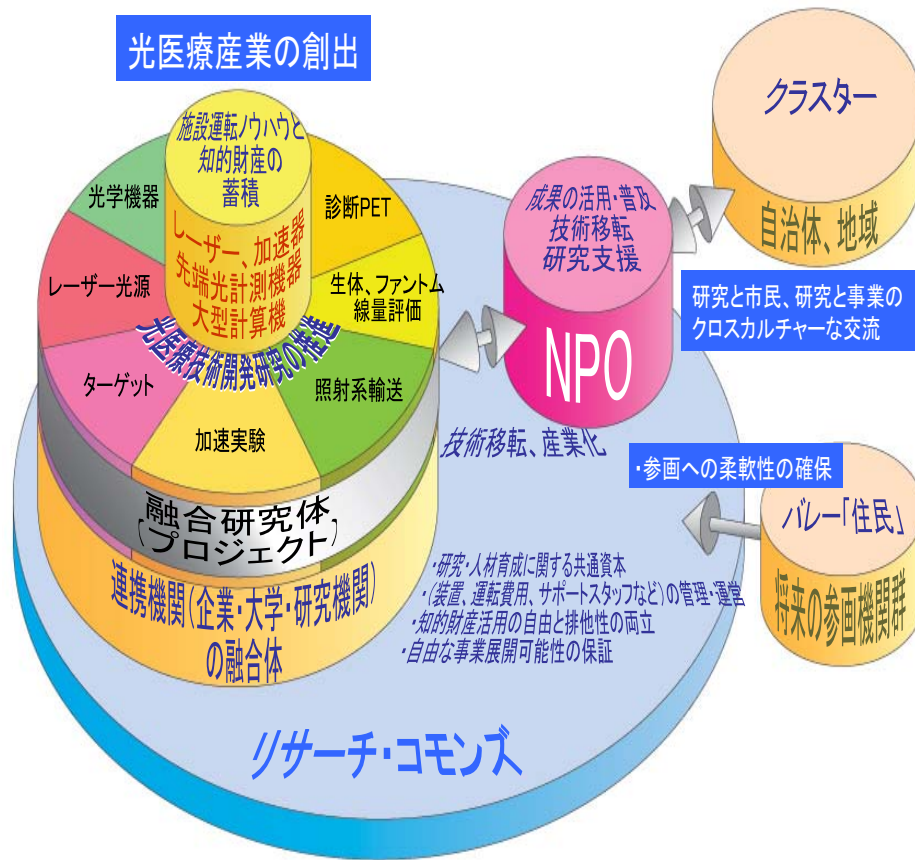 光医療産業の創出
施設運転ノウハウと
知的財産の
蓄積
レーザー、加速器
先端光計測機器
大型計算機
光医療技術開発研究の推進
光学機器
診断PET
レーザー光源
生体、ファントム
線量評価
ターゲット
照射系輸送
加速実験
融合研究体
(プロジェクト)
連携機関(企業・大学・研究機関)
の融合体
成果の活用・普及
技術移転
研究支援
NPO
技術移転、産業化
クラスター
自治体、地域
研究と市民、研究と事業の
クロスカルチャーな交流
・参画への柔軟性の確保
バレー「住民」
将来の参画機関群
・研究・人材育成に関する共通資本
・(装置、運転費用、サポートスタッフなど)の管理・運営
・知的財産活用の自由と排他性の両立
・自由な事業展開可能性の保証
リサーチ・コモンズ